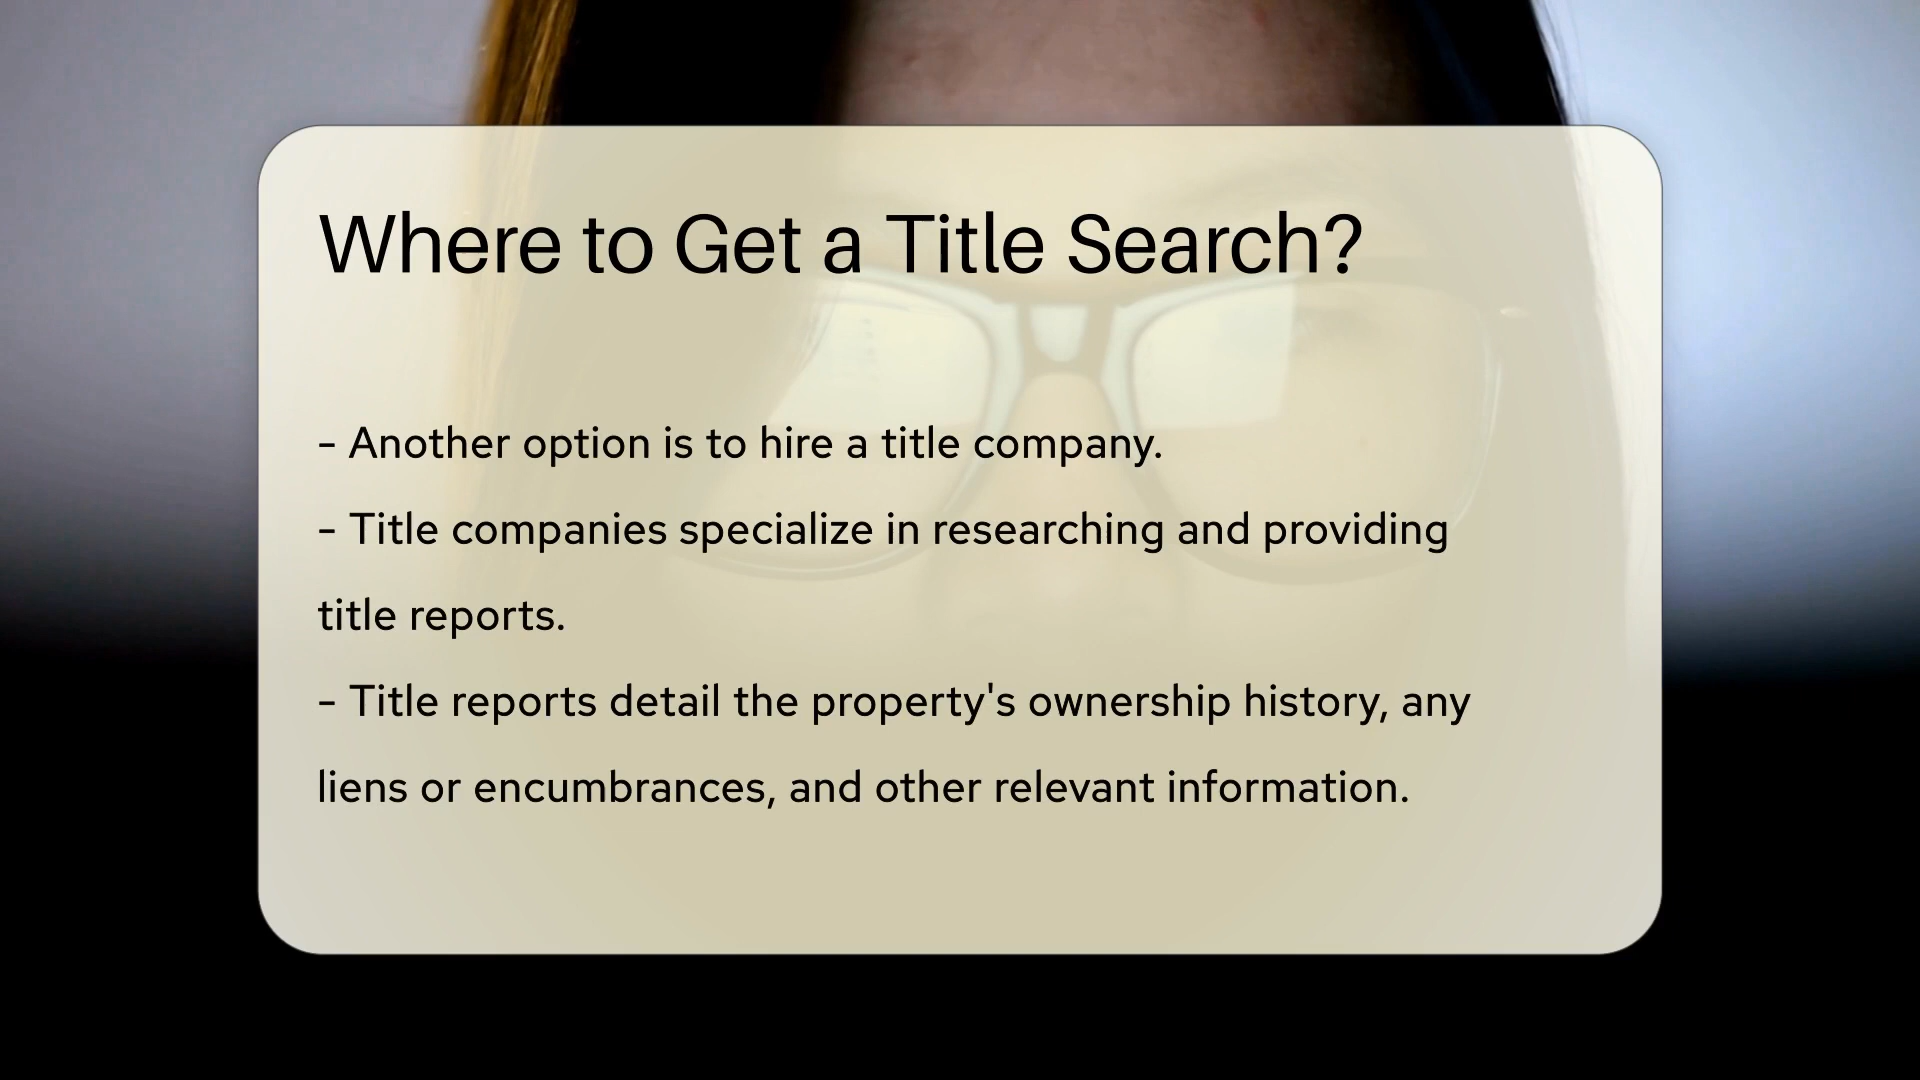 Where to Get a Title Search?
– Another option is to hire a title company.
– Title companies specialize in researching and providing
title reports.
– Title reports detail the property's ownership history, any
liens or encumbrances, and other relevant information.